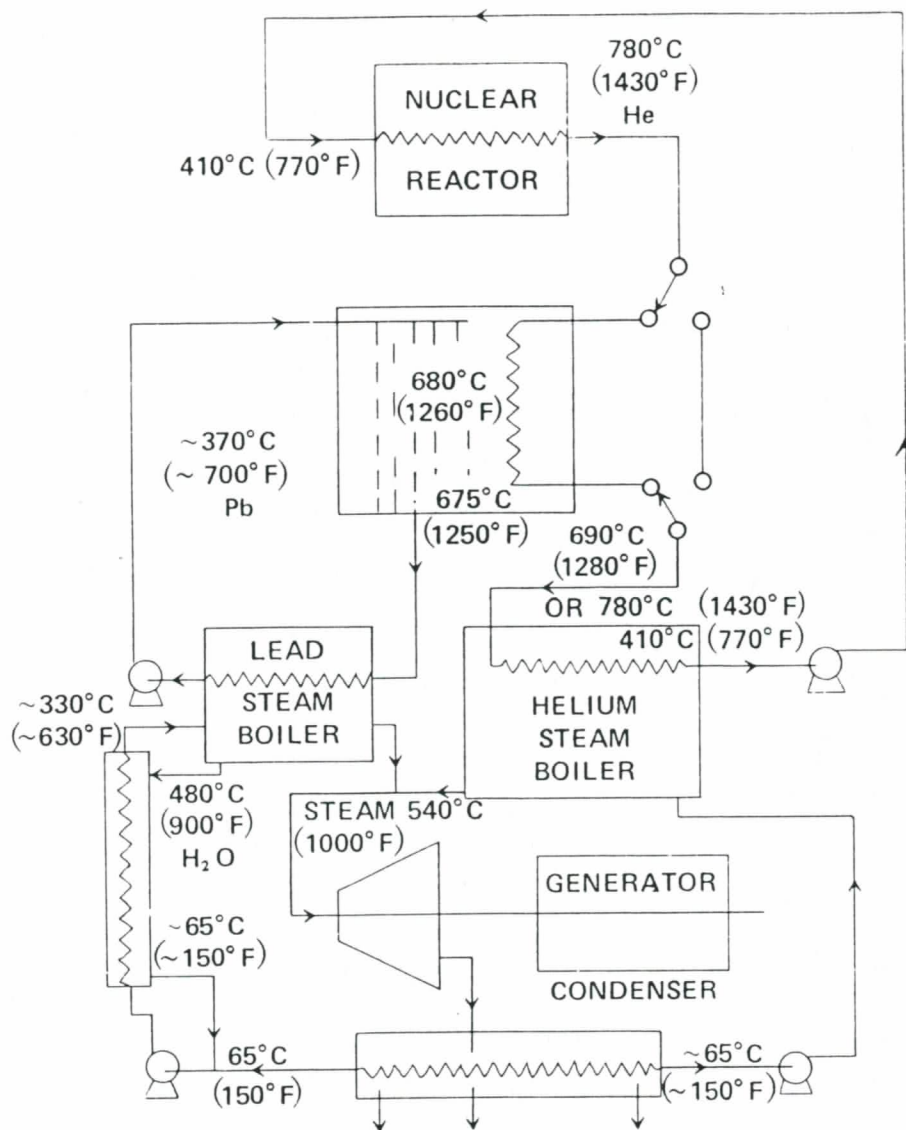 780°C
(1430°F)
He
NUCLEAR
REACTOR
410°C (770°F)
680°C
(1260°F)
~370°C
(~ 700°F)
Pb
675°C
(1250°F)
690°C
(1280°F)
OR 780°C (1430°F)
410°C (770°F)
LEAD
STEAM
BOILER
HELIUM
STEAM
BOILER
~330°C
(~630°F)
480°C
(900°F)
H₂O
STEAM 540°C
(1000°F)
GENERATOR
~65°C
(~150°F)
CONDENSER
65°C
(150°F)
~65°C
(~150°F)